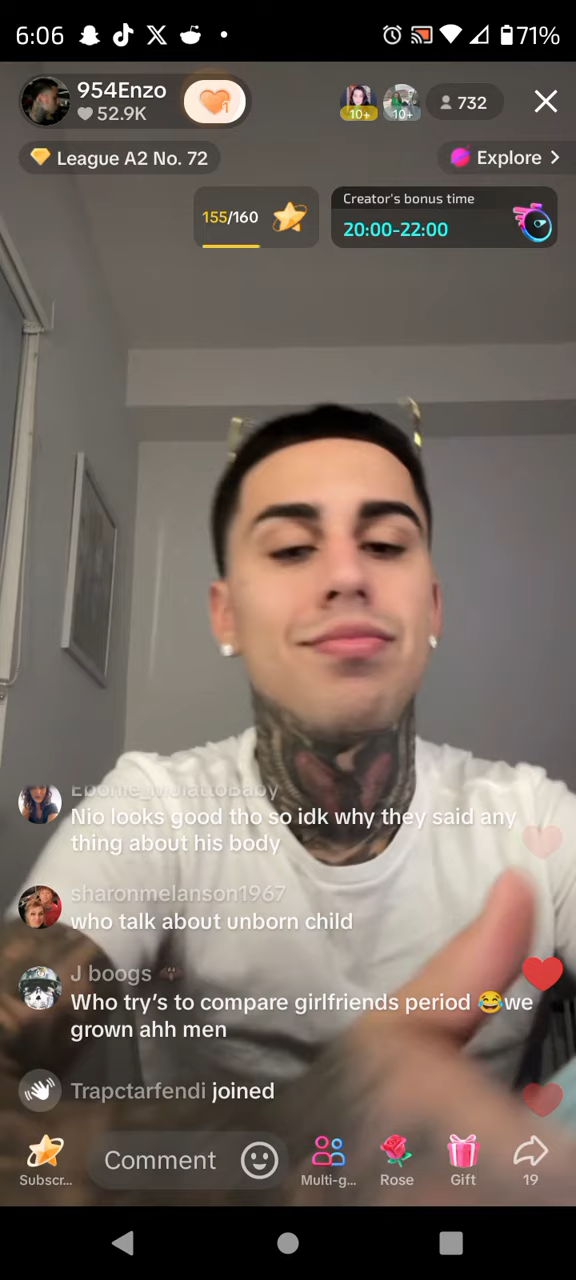 6:06
71%
954Enzo
52.9K
1
10+
10+
732
League A2 No. 72
Explore >
155/160
Creator's bonus time
20:00-22:00
Ebonie_MulattoBaby
Nio looks good tho so idk why they said any
thing about his body
sharonmelanson1967
who talk about unborn child
J boogs
Who try's to compare girlfriends period 😂we
grown ahh men
Trapctarfendi joined
Comment
Subscr...
Multi-g...
Rose
Gift
19